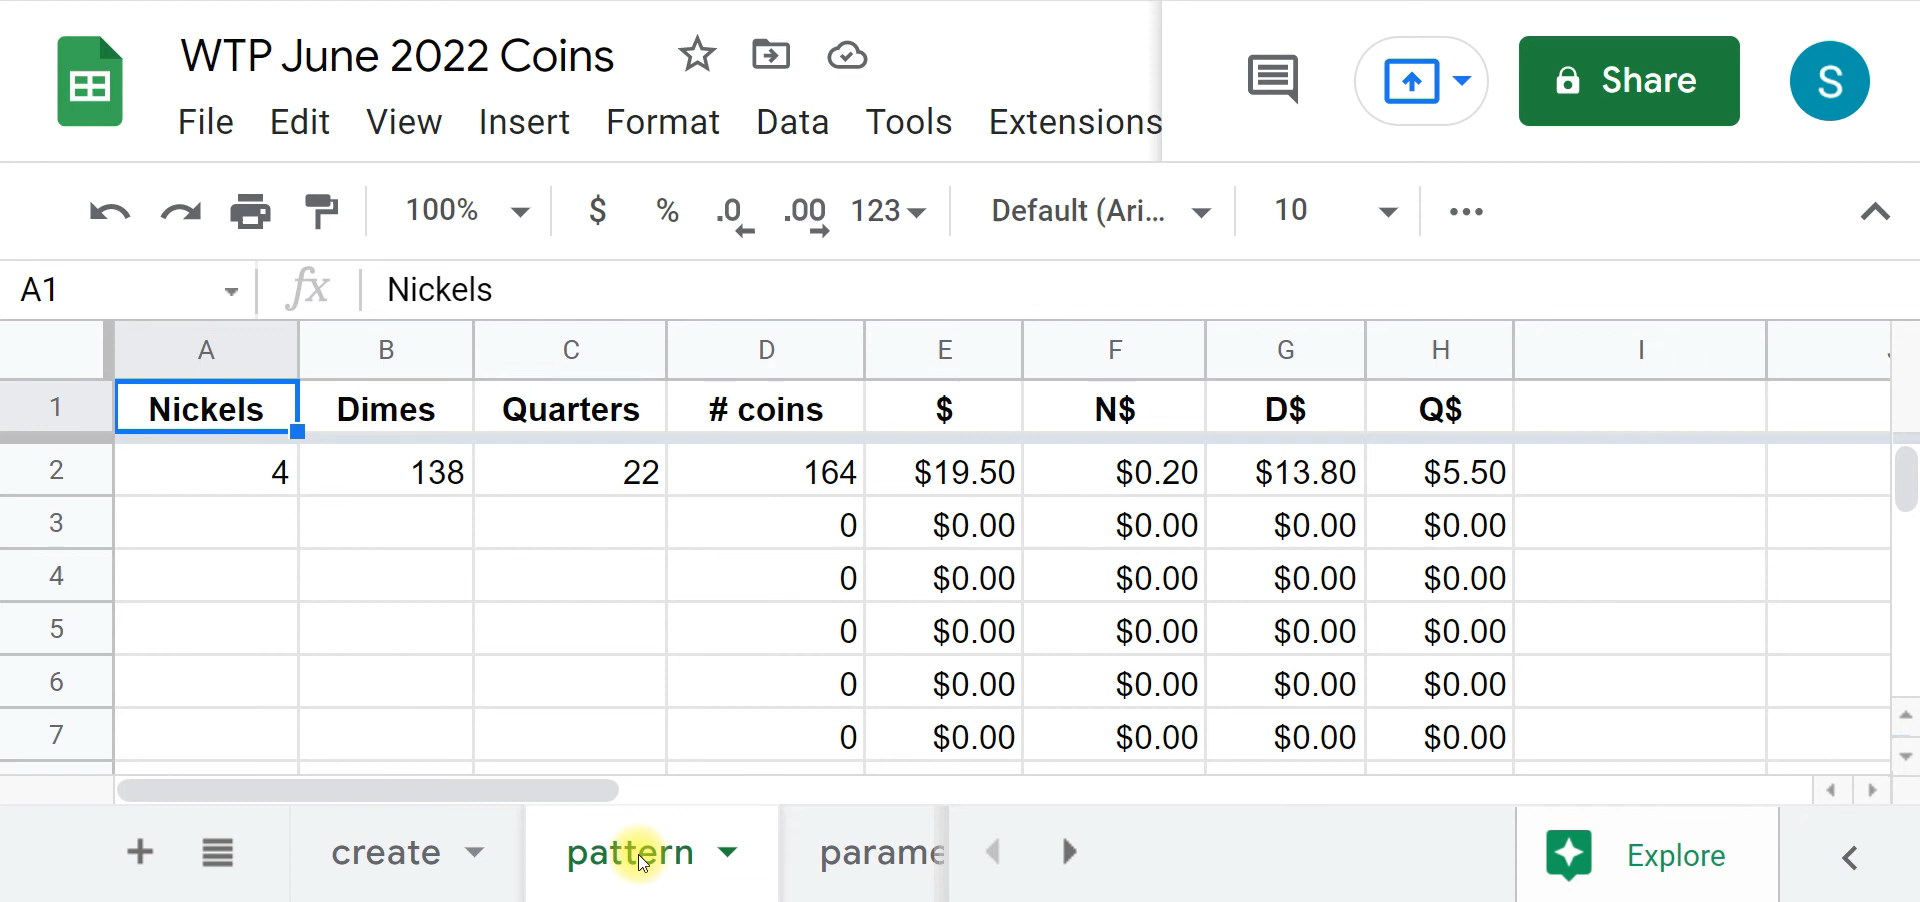 WTP June 2022 Coins
Share
S
File Edit View Insert Format Data Tools Extensions
100% $ % .0 .00 123 Default (Ari... 10
A1 fx Nickels
A B C D E F G H I
1 Nickels Dimes Quarters # coins $ N$ D$ Q$
2 4 138 22 164 $19.50 $0.20 $13.80 $5.50
3 0 $0.00 $0.00 $0.00 $0.00
4 0 $0.00 $0.00 $0.00 $0.00
5 0 $0.00 $0.00 $0.00 $0.00
6 0 $0.00 $0.00 $0.00 $0.00
7 0 $0.00 $0.00 $0.00 $0.00
create pattern parame Explore